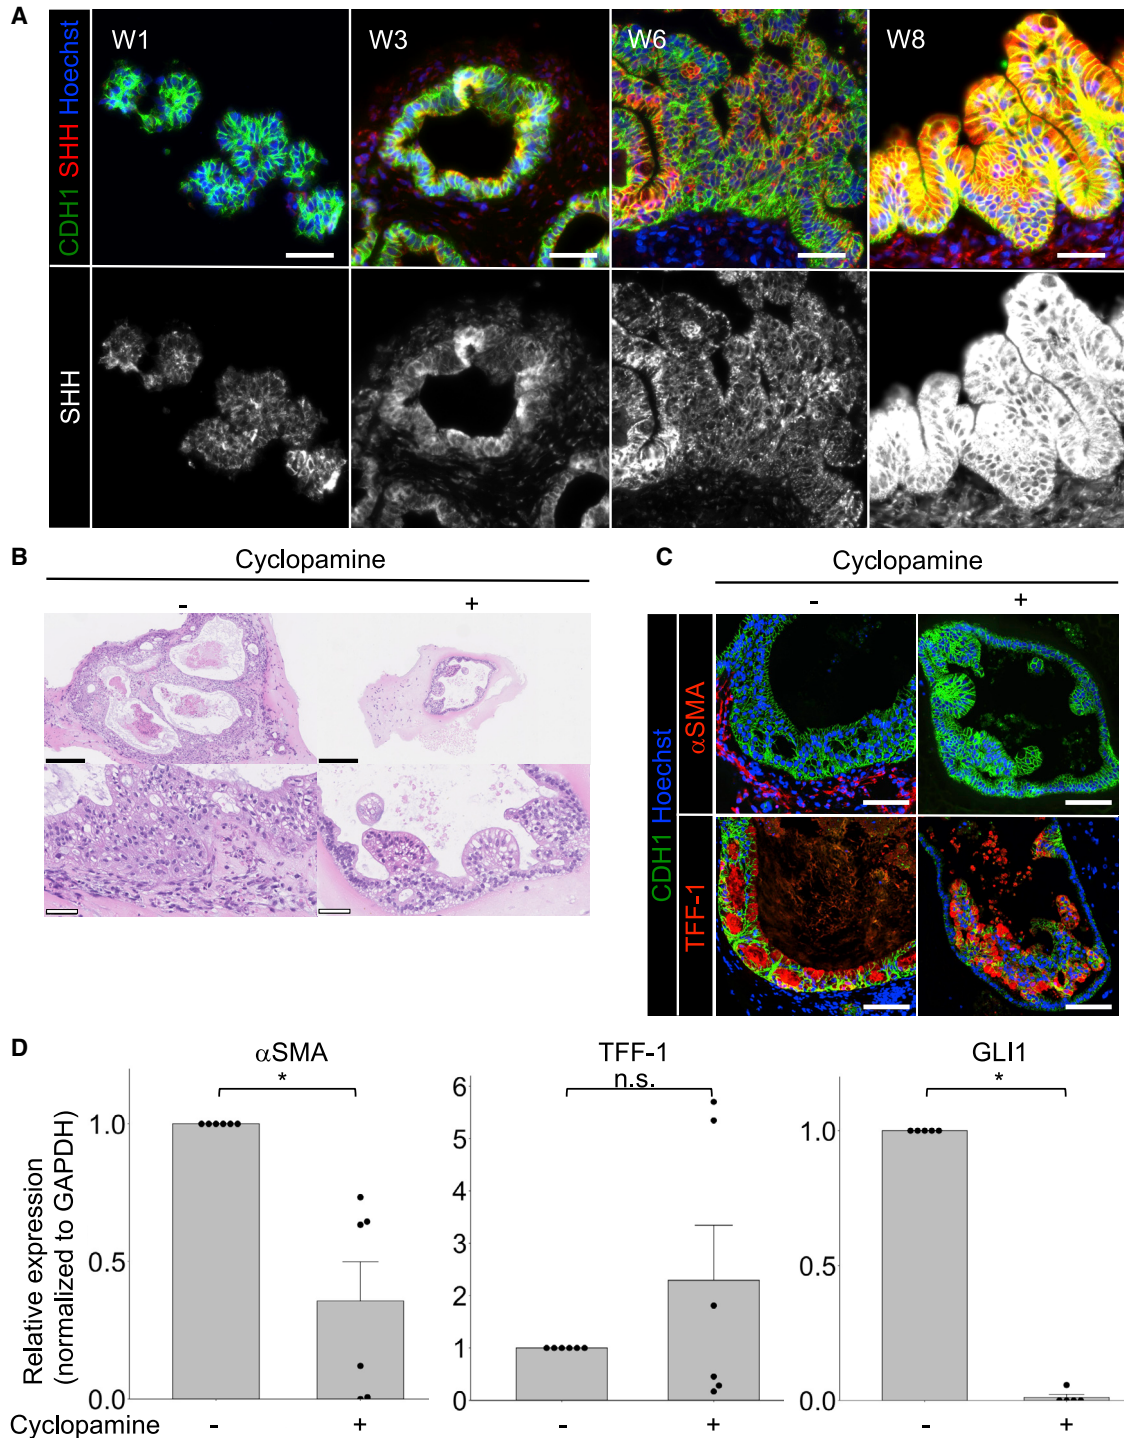 A
W1 W3 W6 W8
CDH1 SHH Hoechst
SHH
B
Cyclopamine
- +
C
Cyclopamine
- +
CDH1 Hoechst
αSMA
TFF-1
D
αSMA TFF-1 GLI1
* n.s. *
Relative expression
(normalized to GAPDH)
1.0
0.5
0.0
6
5
4
3
2
1
0
1.0
0.5
0.0
Cyclopamine - + - + - +